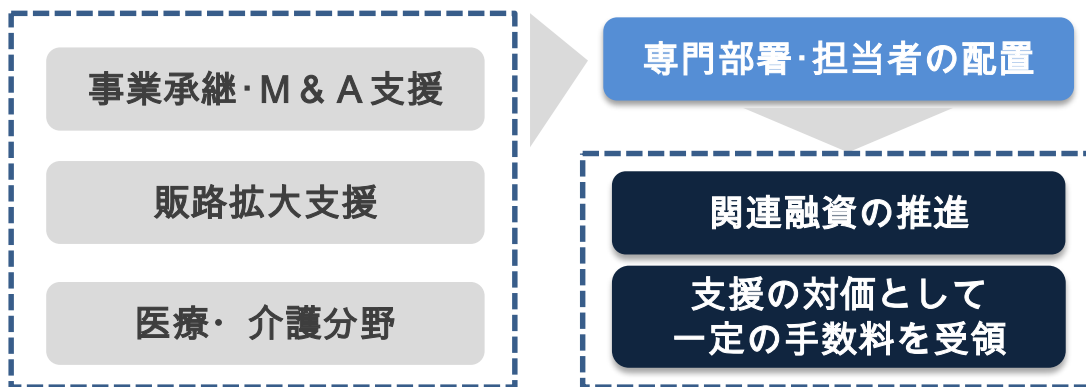 事業承継･Ｍ＆Ａ支援
販路拡大支援
医療･ 介護分野
専門部署･担当者の配置
関連融資の推進
支援の対価として
一定の手数料を受領